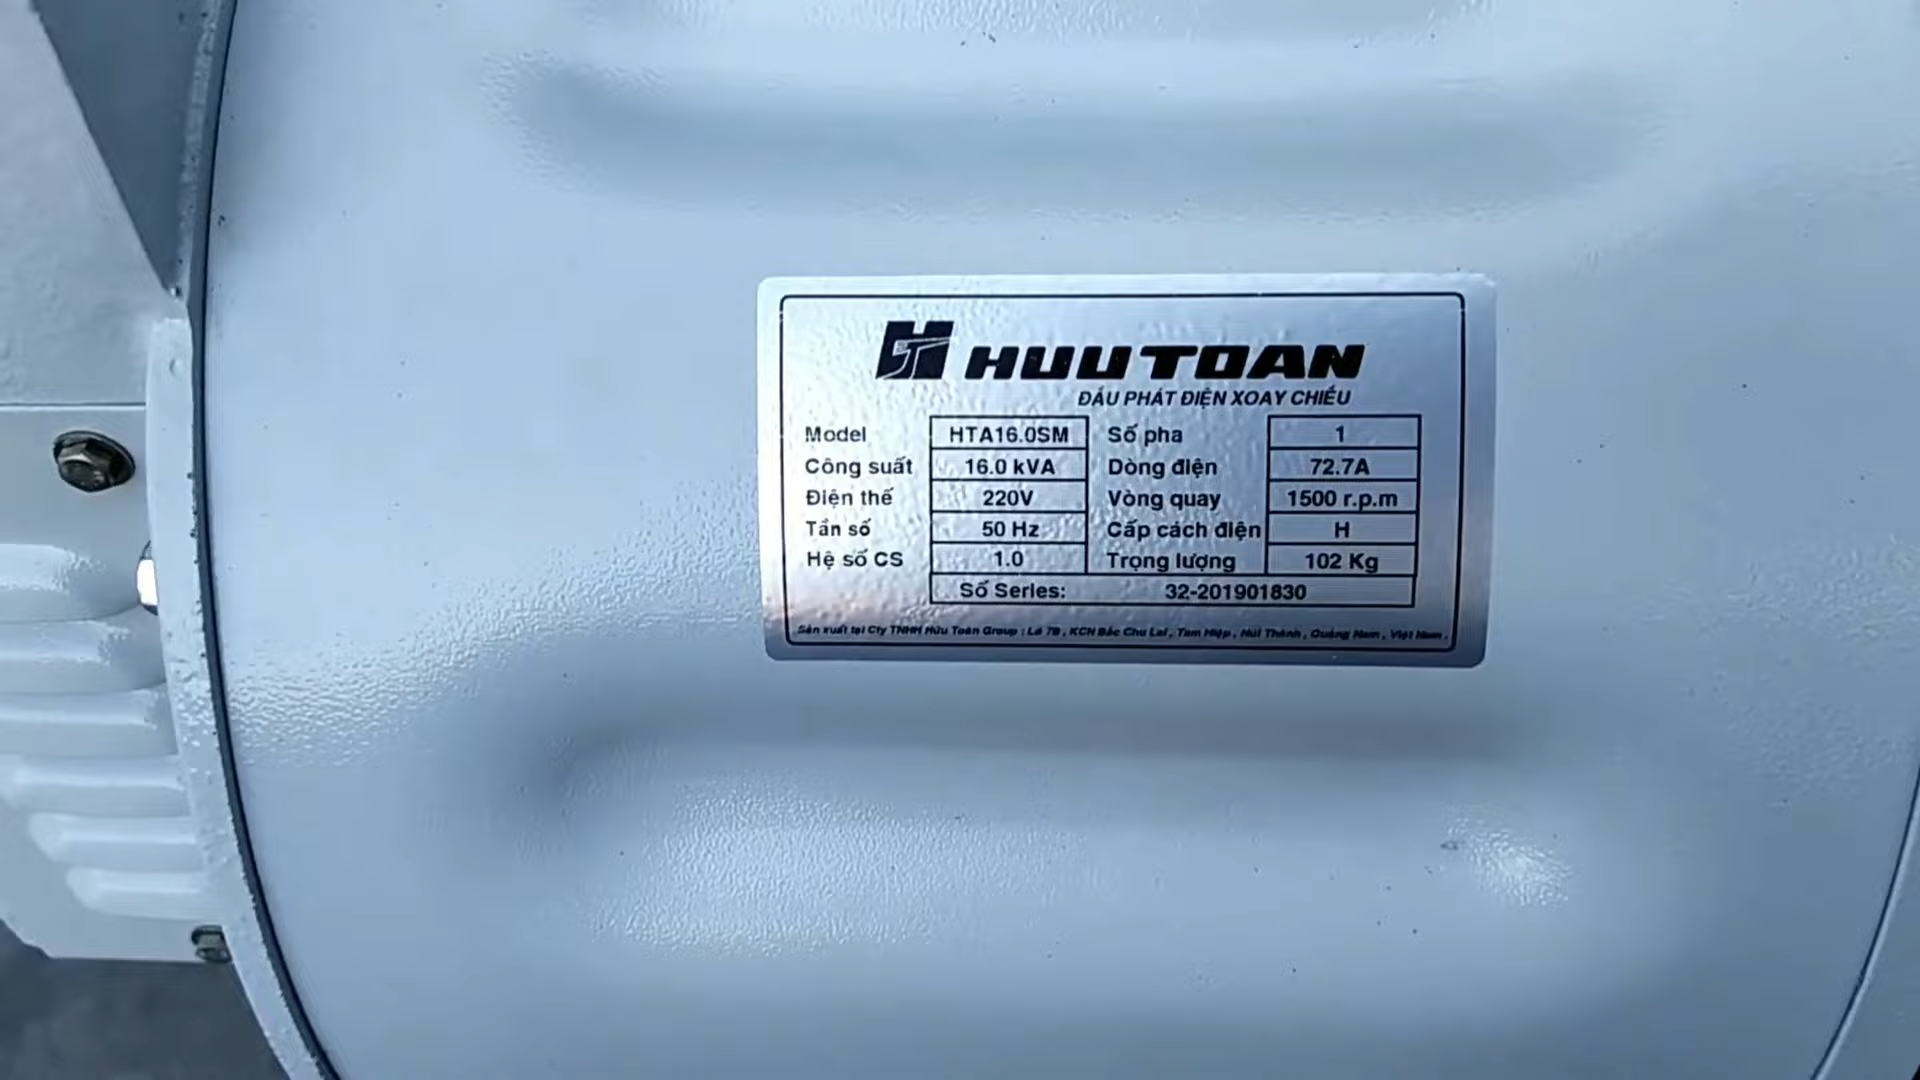 HUUTOAN
ĐẦU PHÁT ĐIỆN XOAY CHIỀU
Model HTA16.0SM Số pha 1
Công suất 16.0 kVA Dòng điện 72.7A
Điện thế 220V Vòng quay 1500 r.p.m
Tần số 50 Hz Cấp cách điện H
Hệ số CS 1.0 Trọng lượng 102 Kg
Số Series: 32-201901830
Sản xuất tại Cty TNHH Hữu Toàn Group : Lô 7B , KCN Bắc Chu Lai , Tam Hiệp , Núi Thành , Quảng Nam , Việt Nam .